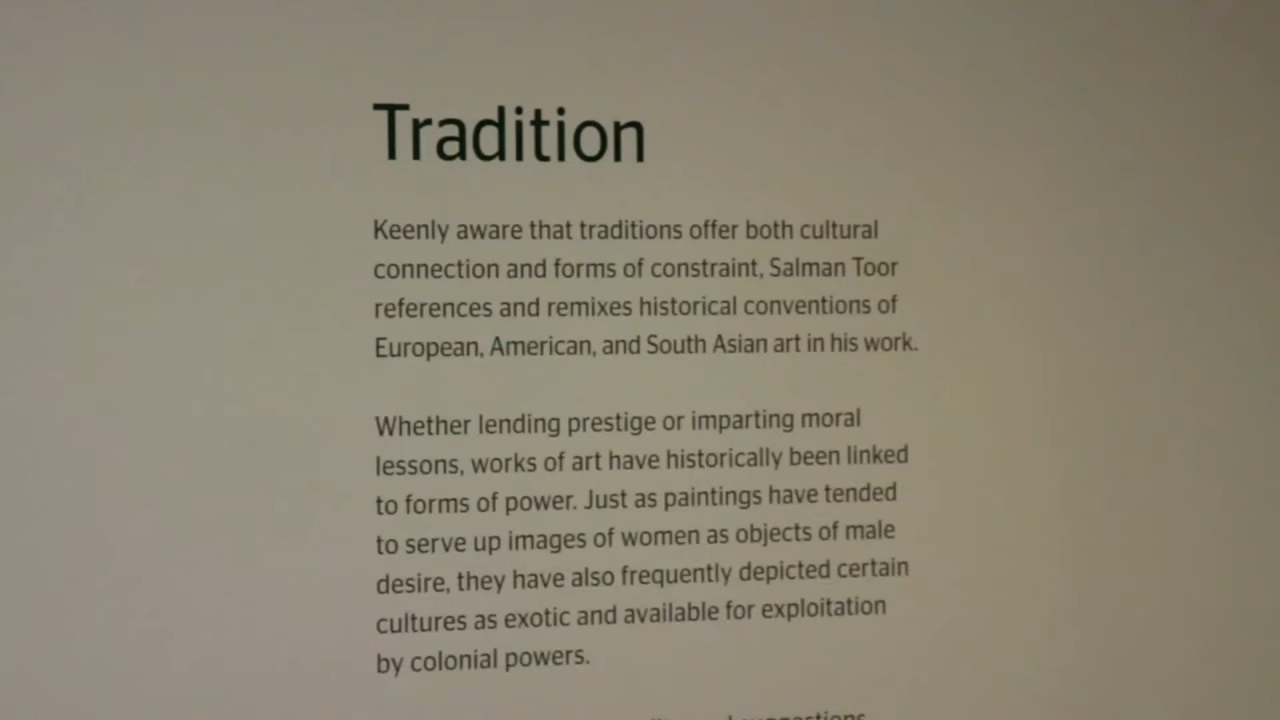 Tradition
Keenly aware that traditions offer both cultural
connection and forms of constraint, Salman Toor
references and remixes historical conventions of
European, American, and South Asian art in his work.
Whether lending prestige or imparting moral
lessons, works of art have historically been linked
to forms of power. Just as paintings have tended
to serve up images of women as objects of male
desire, they have also frequently depicted certain
cultures as exotic and available for exploitation
by colonial powers.